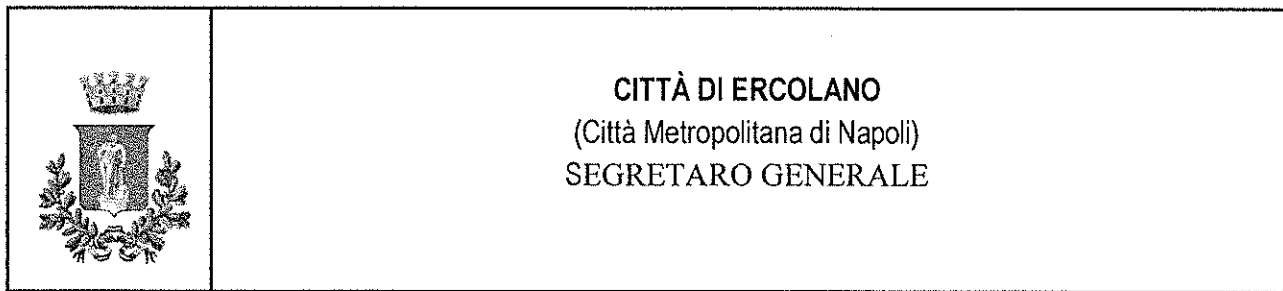 CITTÀ DI ERCOLANO
(Città Metropolitana di Napoli)
SEGRETARO GENERALE